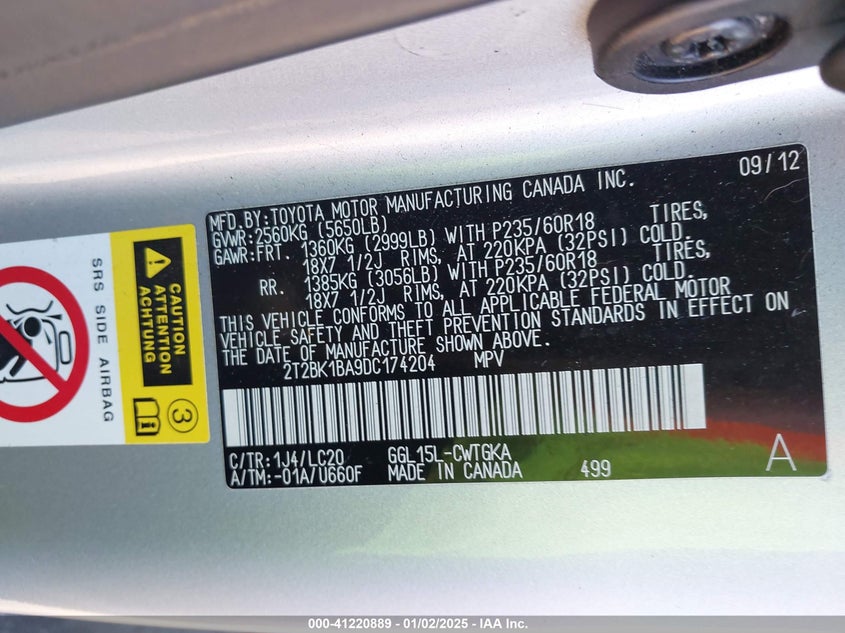 09/12
MFD. BY: TOYOTA MOTOR MANUFACTURING CANADA INC.
GVWR: 2560KG (5650LB)
GAWR: FRT. 1360KG (2999LB) WITH P235/60R18 TIRES,
18X7 1/2J RIMS, AT 220KPA (32PSI) COLD.
RR. 1385KG (3056LB) WITH P235/60R18 TIRES,
18X7 1/2J RIMS, AT 220KPA (32PSI) COLD.
THIS VEHICLE CONFORMS TO ALL APPLICABLE FEDERAL MOTOR
VEHICLE SAFETY AND THEFT PREVENTION STANDARDS IN EFFECT ON
THE DATE OF MANUFACTURE SHOWN ABOVE.
2T2BK1BA9DC174204 MPV
C/TR: 1J4/LC20 GGL15L-CWTGKA
A/TM: -01A/U660F MADE IN CANADA 499 A
SRS SIDE AIRBAG
CAUTION
ATTENTION
ACHTUNG
3
000-41220889 - 01/02/2025 - IAA Inc.